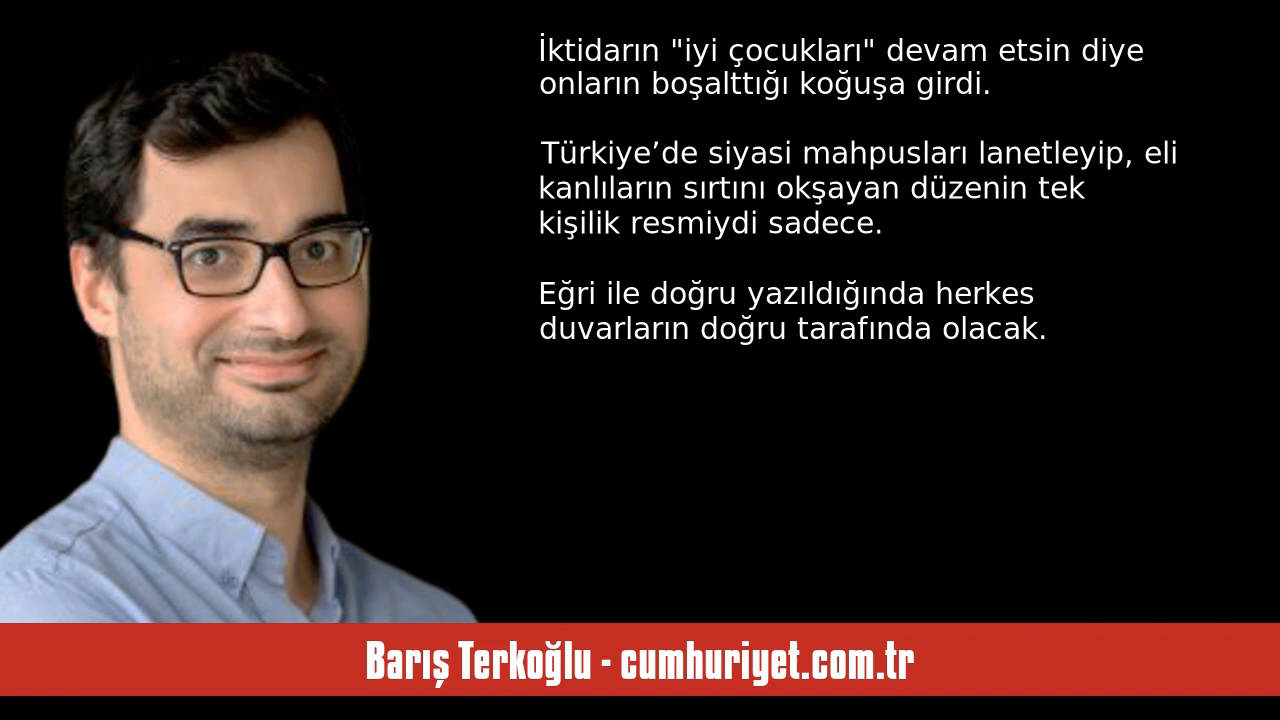 İktidarın "iyi çocukları" devam etsin diye
onların boşalttığı koğuşa girdi.
Türkiye’de siyasi mahpusları lanetleyip, eli
kanlıların sırtını okşayan düzenin tek
kişilik resmiydi sadece.
Eğri ile doğru yazıldığında herkes
duvarların doğru tarafında olacak.
Barış Terkoğlu - cumhuriyet.com.tr